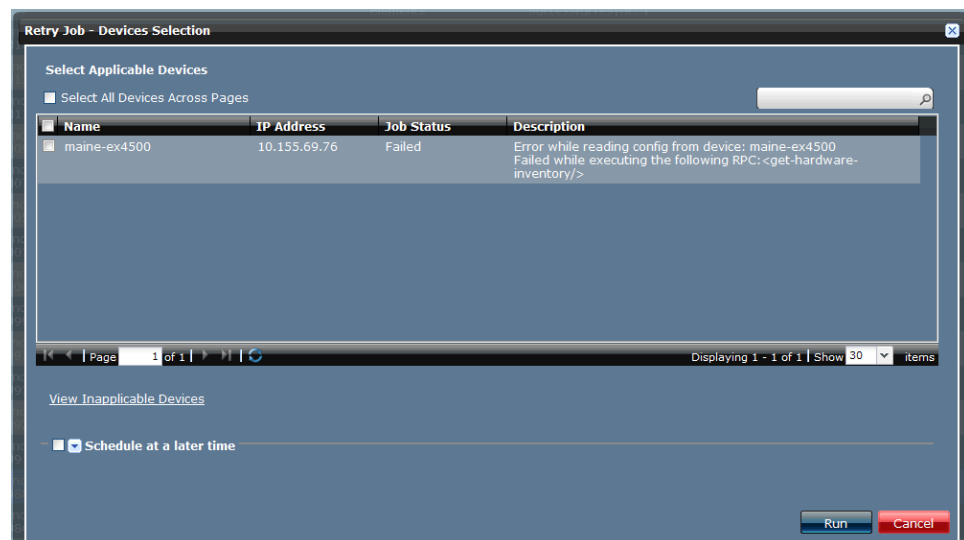 Retry Job - Devices Selection
Select Applicable Devices
Select All Devices Across Pages
Name IP Address Job Status Description
maine-ex4500 10.155.69.76 Failed Error while reading config from device: maine-ex4500
Failed while executing the following RPC:<get-hardware-
inventory/>
Page 1 of 1 Displaying 1 - 1 of 1 Show 30 items
View Inapplicable Devices
Schedule at a later time
Run Cancel